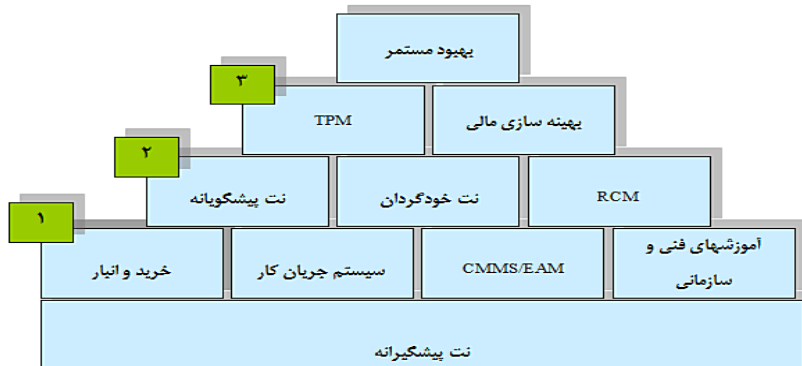 بهبود مستمر
۳
بهینه سازی مالی
TPM
۲
RCM
نت خودگردان
نت پیشگویانه
۱
آموزشهای فنی و
سازمانی
CMMS/EAM
سیستم جریان کار
خرید و انبار
نت پیشگیرانه